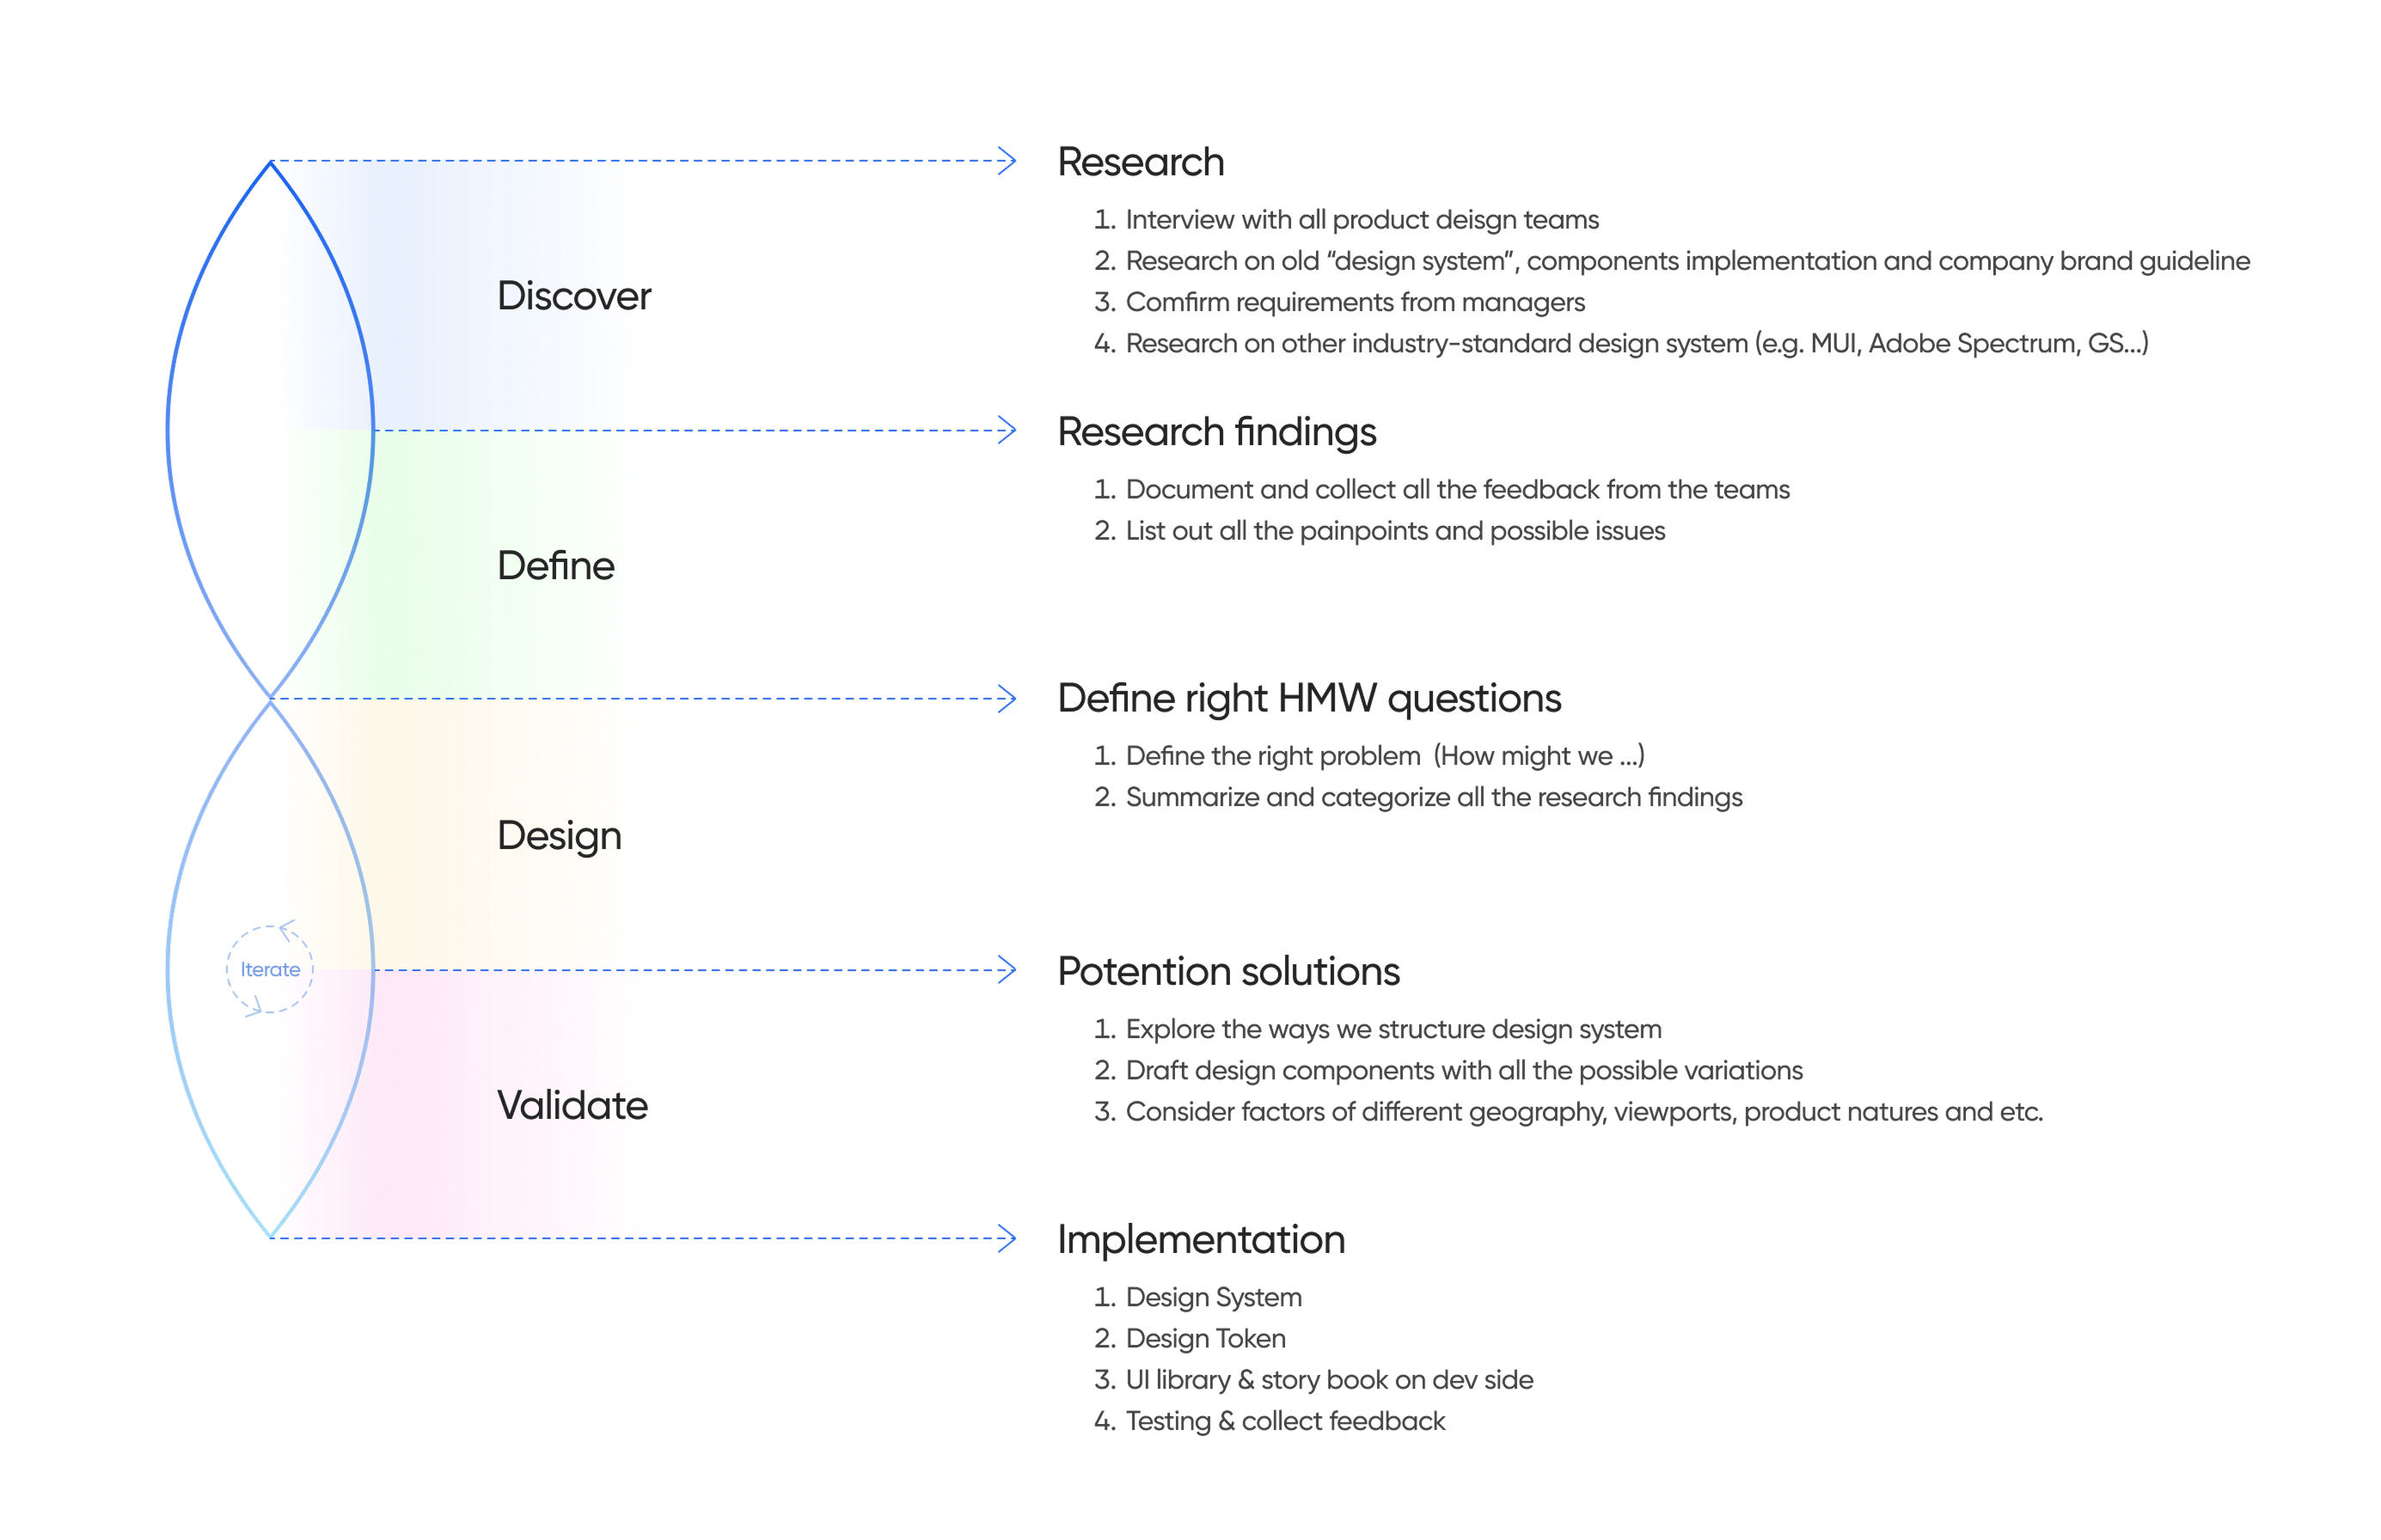 Research
1. Interview with all product deisgn teams
2. Research on old “design system”, components implementation and company brand guideline
3. Comfirm requirements from managers
4. Research on other industry-standard design system (e.g. MUI, Adobe Spectrum, GS...)
Discover
Research findings
1. Document and collect all the feedback from the teams
2. List out all the painpoints and possible issues
Define
Define right HMW questions
1. Define the right problem (How might we ...)
2. Summarize and categorize all the research findings
Design
Iterate
Potention solutions
1. Explore the ways we structure design system
2. Draft design components with all the possible variations
3. Consider factors of different geography, viewports, product natures and etc.
Validate
Implementation
1. Design System
2. Design Token
3. UI library & story book on dev side
4. Testing & collect feedback